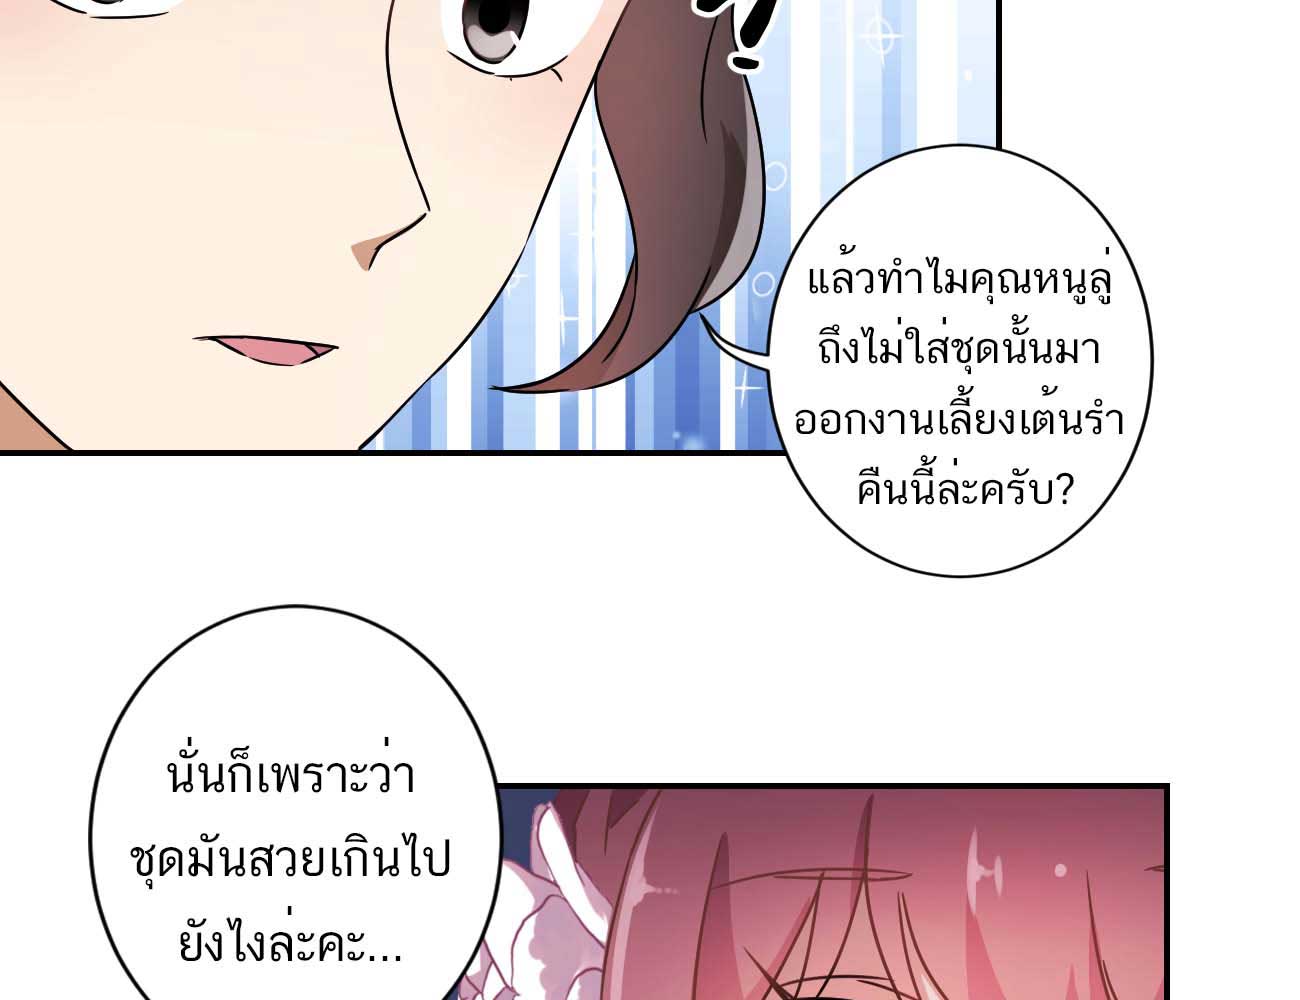 แล้วทำไมคุณหนูลู่
ถึงไม่ใส่ชุดนั้นมา
ออกงานเลี้ยงเต้นรำ
คืนนี้ล่ะครับ?
นั่นก็เพราะว่า
ชุดมันสวยเกินไป
ยังไงล่ะคะ...